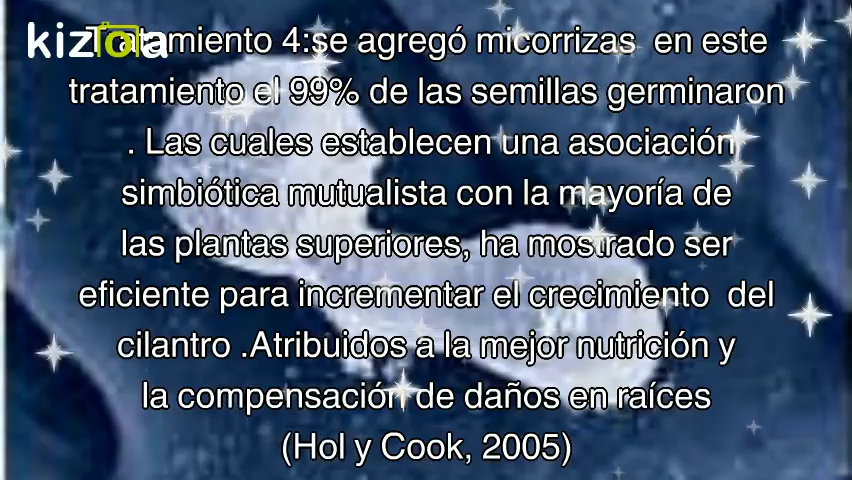 kizoa
Tratamiento 4:se agregó micorrizas en este
tratamiento el 99% de las semillas germinaron
. Las cuales establecen una asociación
simbiótica mutualista con la mayoría de
las plantas superiores, ha mostrado ser
eficiente para incrementar el crecimiento del
cilantro .Atribuidos a la mejor nutrición y
la compensación de daños en raíces
(Hol y Cook, 2005)